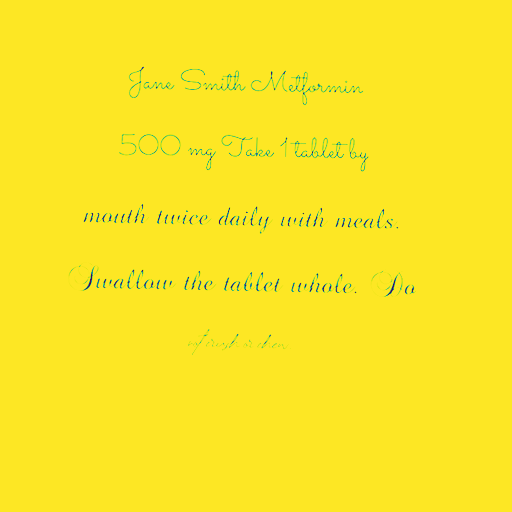 Jane Smith Metformin
500 mg Take 1 tablet by
mouth twice daily with meals.
Swallow the tablet whole. Do